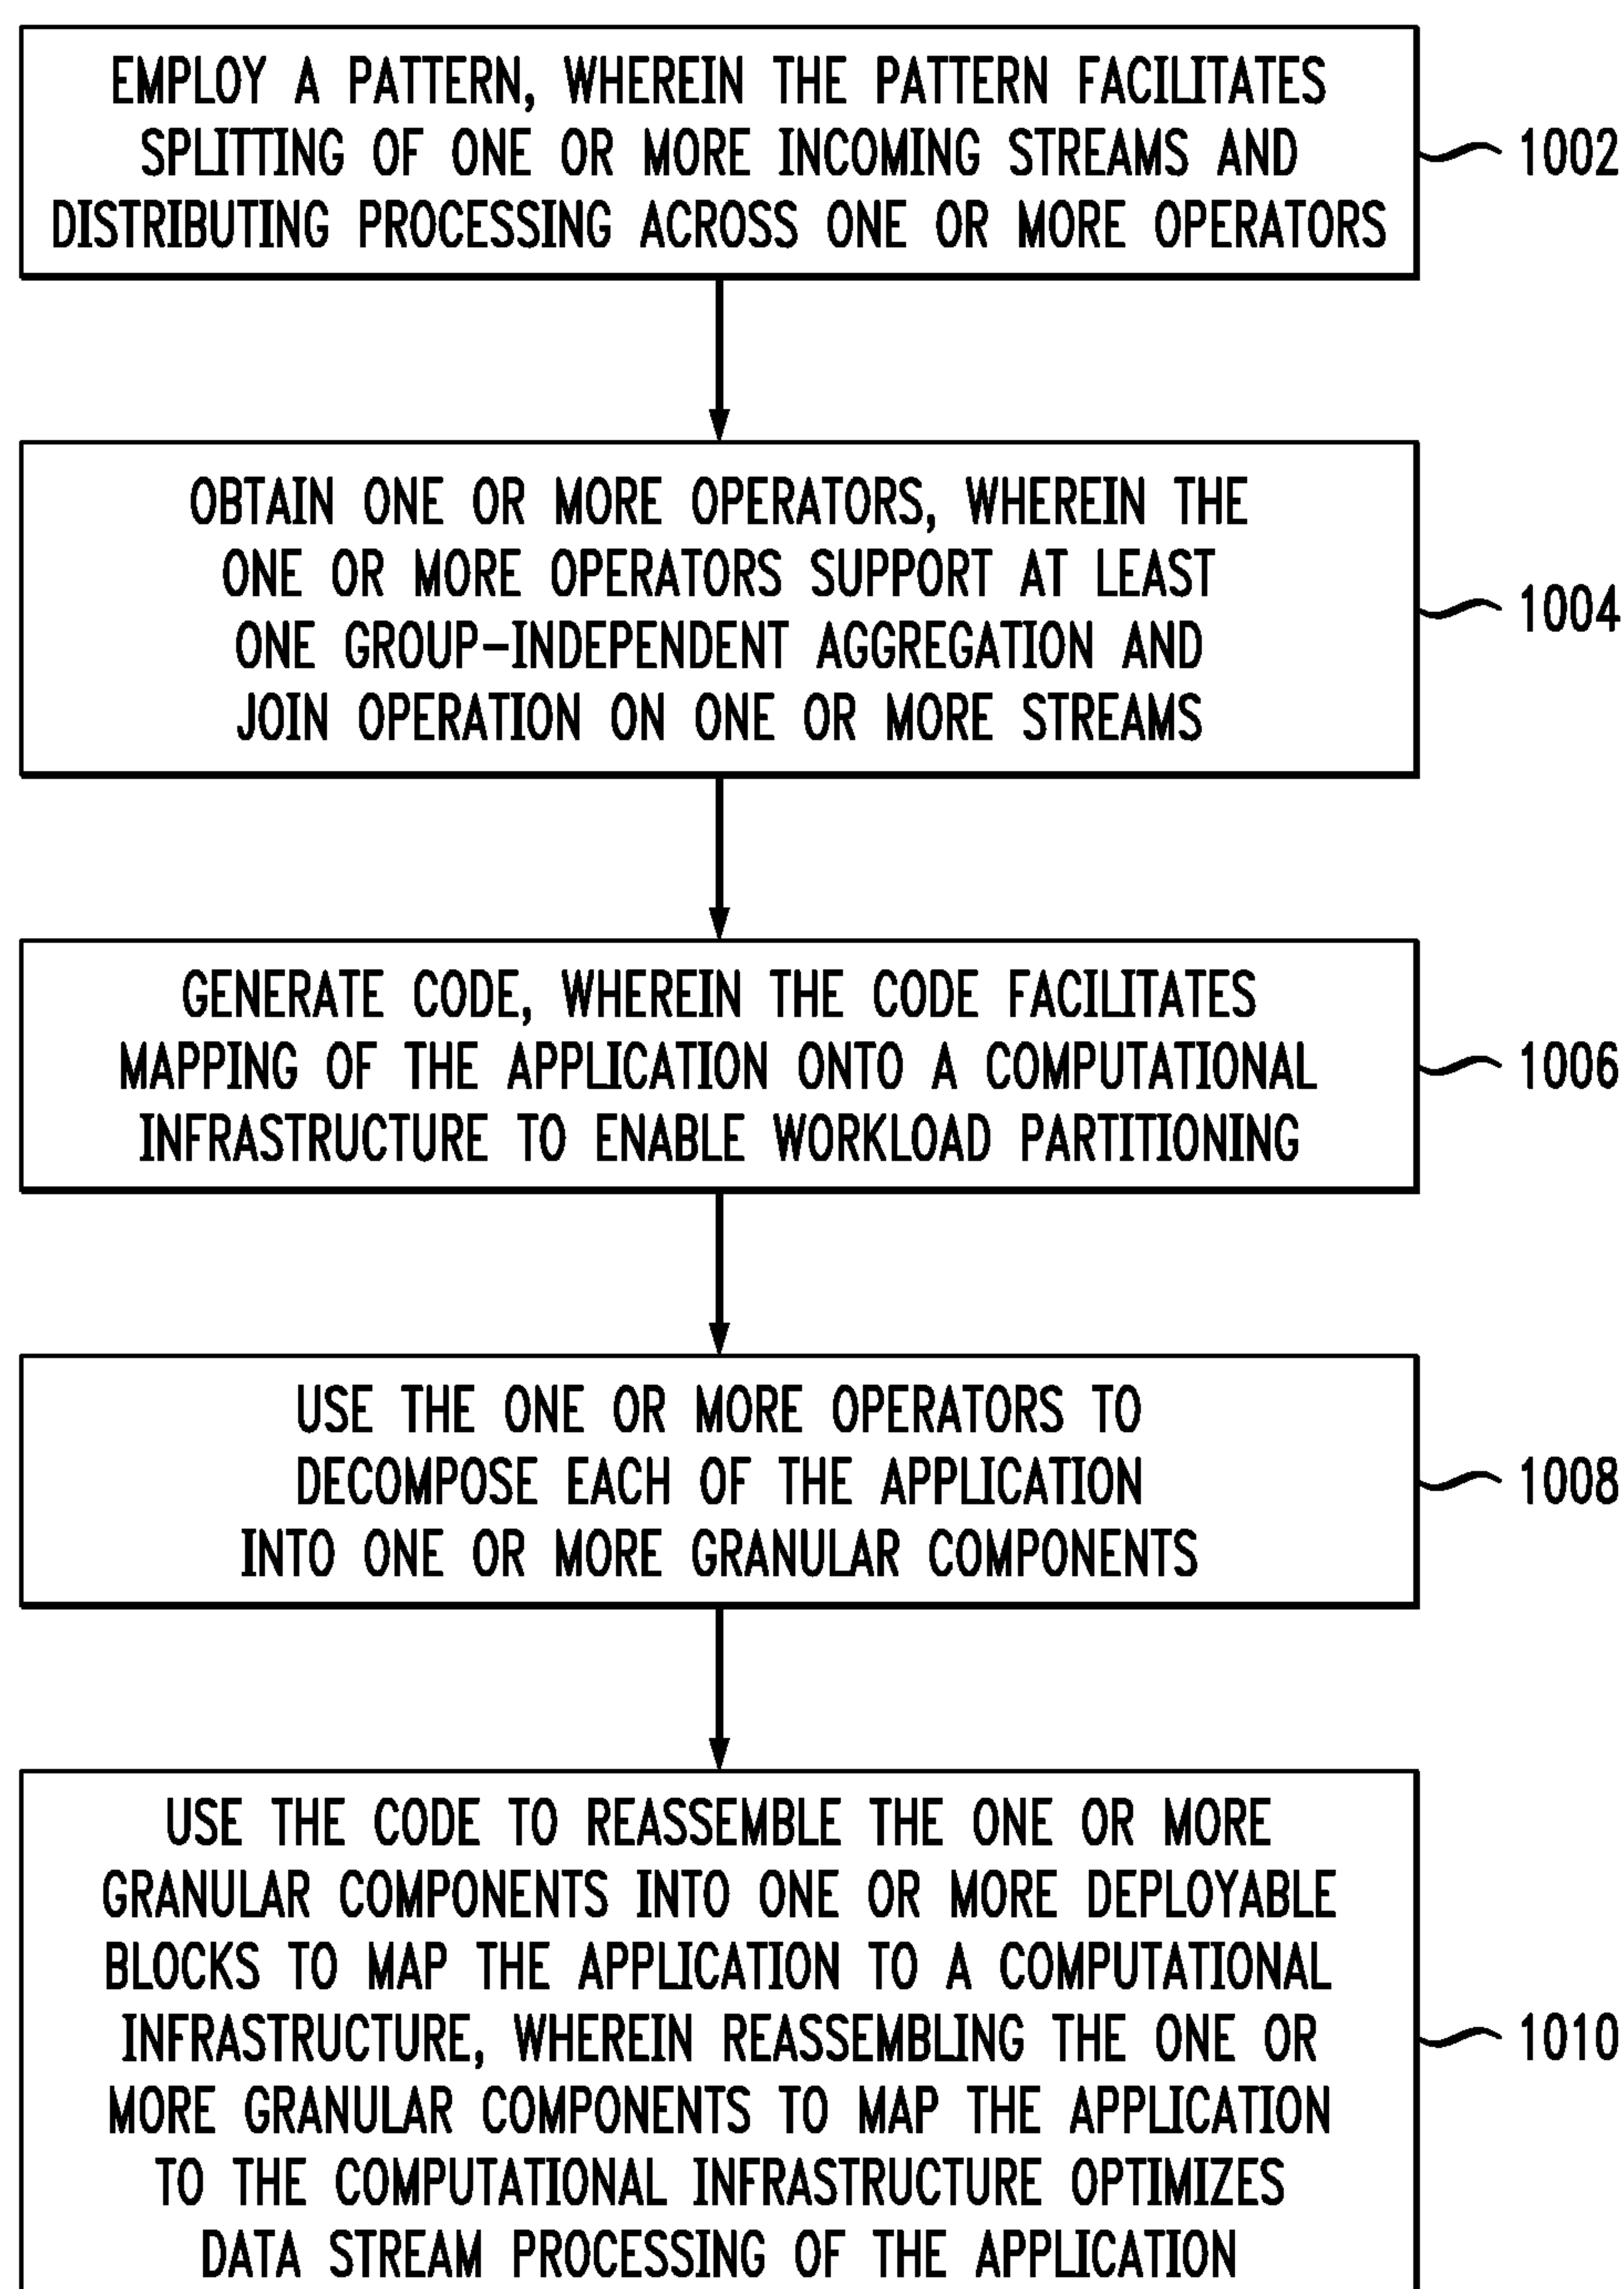 EMPLOY A PATTERN, WHEREIN THE PATTERN FACILITATES
SPLITTING OF ONE OR MORE INCOMING STREAMS AND
DISTRIBUTING PROCESSING ACROSS ONE OR MORE OPERATORS
1002
OBTAIN ONE OR MORE OPERATORS, WHEREIN THE
ONE OR MORE OPERATORS SUPPORT AT LEAST
ONE GROUP-INDEPENDENT AGGREGATION AND
JOIN OPERATION ON ONE OR MORE STREAMS
1004
GENERATE CODE, WHEREIN THE CODE FACILITATES
MAPPING OF THE APPLICATION ONTO A COMPUTATIONAL
INFRASTRUCTURE TO ENABLE WORKLOAD PARTITIONING
1006
USE THE ONE OR MORE OPERATORS TO
DECOMPOSE EACH OF THE APPLICATION
INTO ONE OR MORE GRANULAR COMPONENTS
1008
USE THE CODE TO REASSEMBLE THE ONE OR MORE
GRANULAR COMPONENTS INTO ONE OR MORE DEPLOYABLE
BLOCKS TO MAP THE APPLICATION TO A COMPUTATIONAL
INFRASTRUCTURE, WHEREIN REASSEMBLING THE ONE OR
MORE GRANULAR COMPONENTS TO MAP THE APPLICATION
TO THE COMPUTATIONAL INFRASTRUCTURE OPTIMIZES
DATA STREAM PROCESSING OF THE APPLICATION
1010